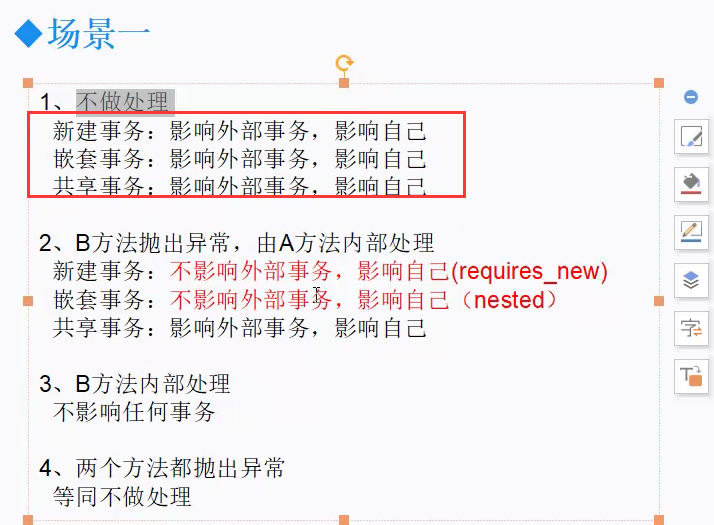 ◆场景一
1、不做处理
新建事务：影响外部事务，影响自己
嵌套事务：影响外部事务，影响自己
共享事务：影响外部事务，影响自己
2、B方法抛出异常，由A方法内部处理
新建事务：不影响外部事务，影响自己(requires_new)
嵌套事务：不影响外部事务，影响自己（nested）
共享事务：影响外部事务，影响自己
3、B方法内部处理
不影响任何事务
4、两个方法都抛出异常
等同不做处理
字
T